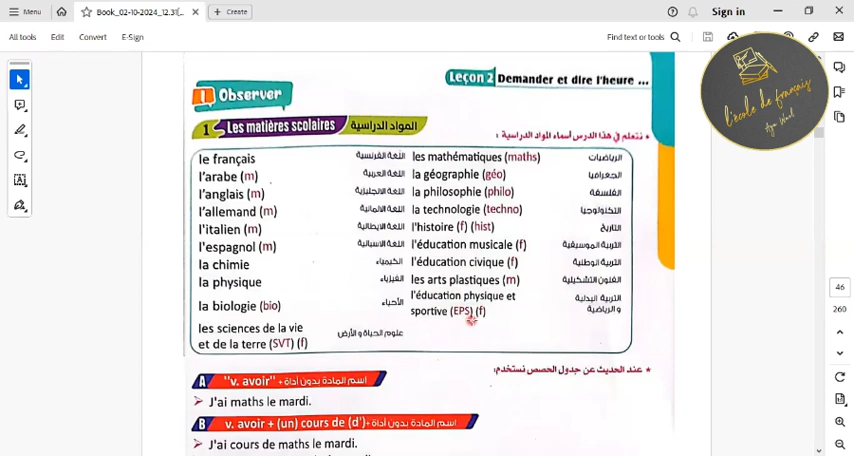 Menu
Book_02-10-2024_12.31(...
Create
Sign in
All tools
Edit
Convert
E-Sign
Find text or tools
l'école de français
Leçon 2 Demander et dire l'heure ...
1 Observer
1 Les matières scolaires المواد الدراسية
★ نتعلم في هذا الدرس أسماء المواد الدراسية :
le français اللغة الفرنسية
l'arabe (m) اللغة العربية
l'anglais (m) اللغة الانجليزية
l'allemand (m) اللغة الالمانية
l'italien (m) اللغة الايطالية
l'espagnol (m) اللغة الاسبانية
la chimie الكيمياء
la physique الفيزياء
la biologie (bio) الأحياء
les sciences de la vie
et de la terre (SVT) (f) علوم الحياة و الأرض
les mathématiques (maths) الرياضيات
la géographie (géo) الجغرافيا
la philosophie (philo) الفلسفة
la technologie (techno) التكنولوجيا
l'histoire (f) (hist) التاريخ
l'éducation musicale (f) التربية الموسيقية
l'éducation civique (f) التربية الوطنية
les arts plastiques (m) الفنون التشكيلية
l'éducation physique et التربية البدنية
sportive (EPS) (f) و الرياضية
★ عند الحديث عن جدول الحصص نستخدم:
A "v. avoir" + اسم المادة بدون أداة
➢ J'ai maths le mardi.
B v. avoir + (un) cours de (d') + اسم المادة بدون أداة
➢ J'ai cours de maths le mardi.
46
260